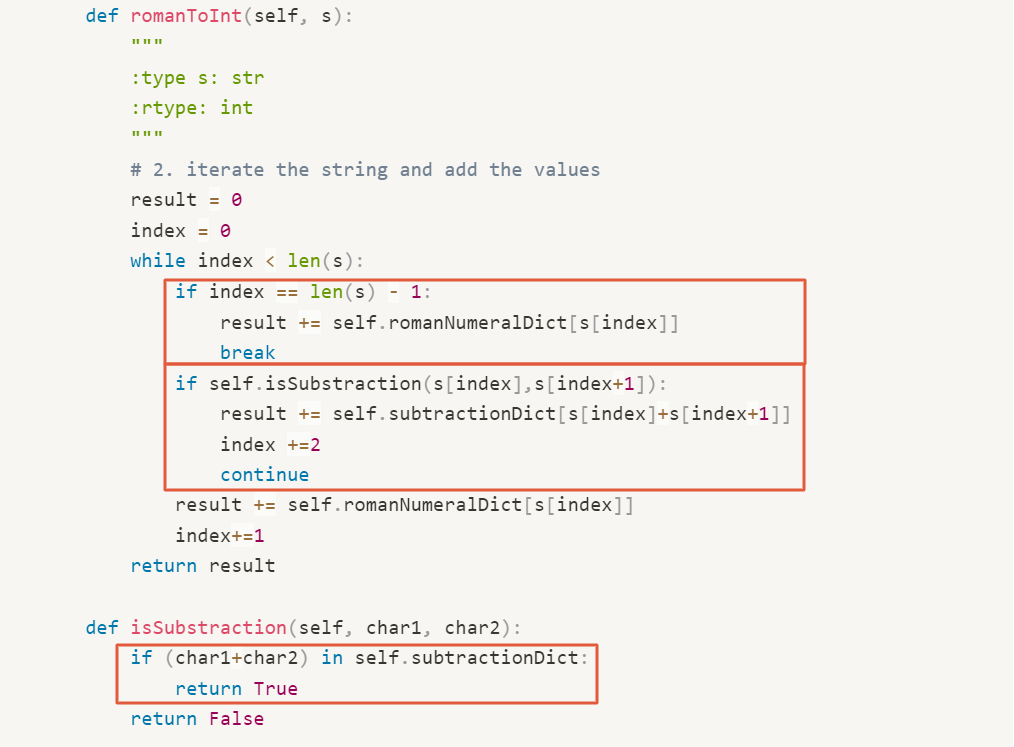 def romanToInt(self, s):
    """
    :type s: str
    :rtype: int
    """
    # 2. iterate the string and add the values
    result = 0
    index = 0
    while index < len(s):
        if index == len(s) - 1:
            result += self.romanNumeralDict[s[index]]
            break
        if self.isSubstraction(s[index],s[index+1]):
            result += self.subtractionDict[s[index]+s[index+1]]
            index +=2
            continue
        result += self.romanNumeralDict[s[index]]
        index+=1
    return result

def isSubstraction(self, char1, char2):
    if (char1+char2) in self.subtractionDict:
        return True
    return False